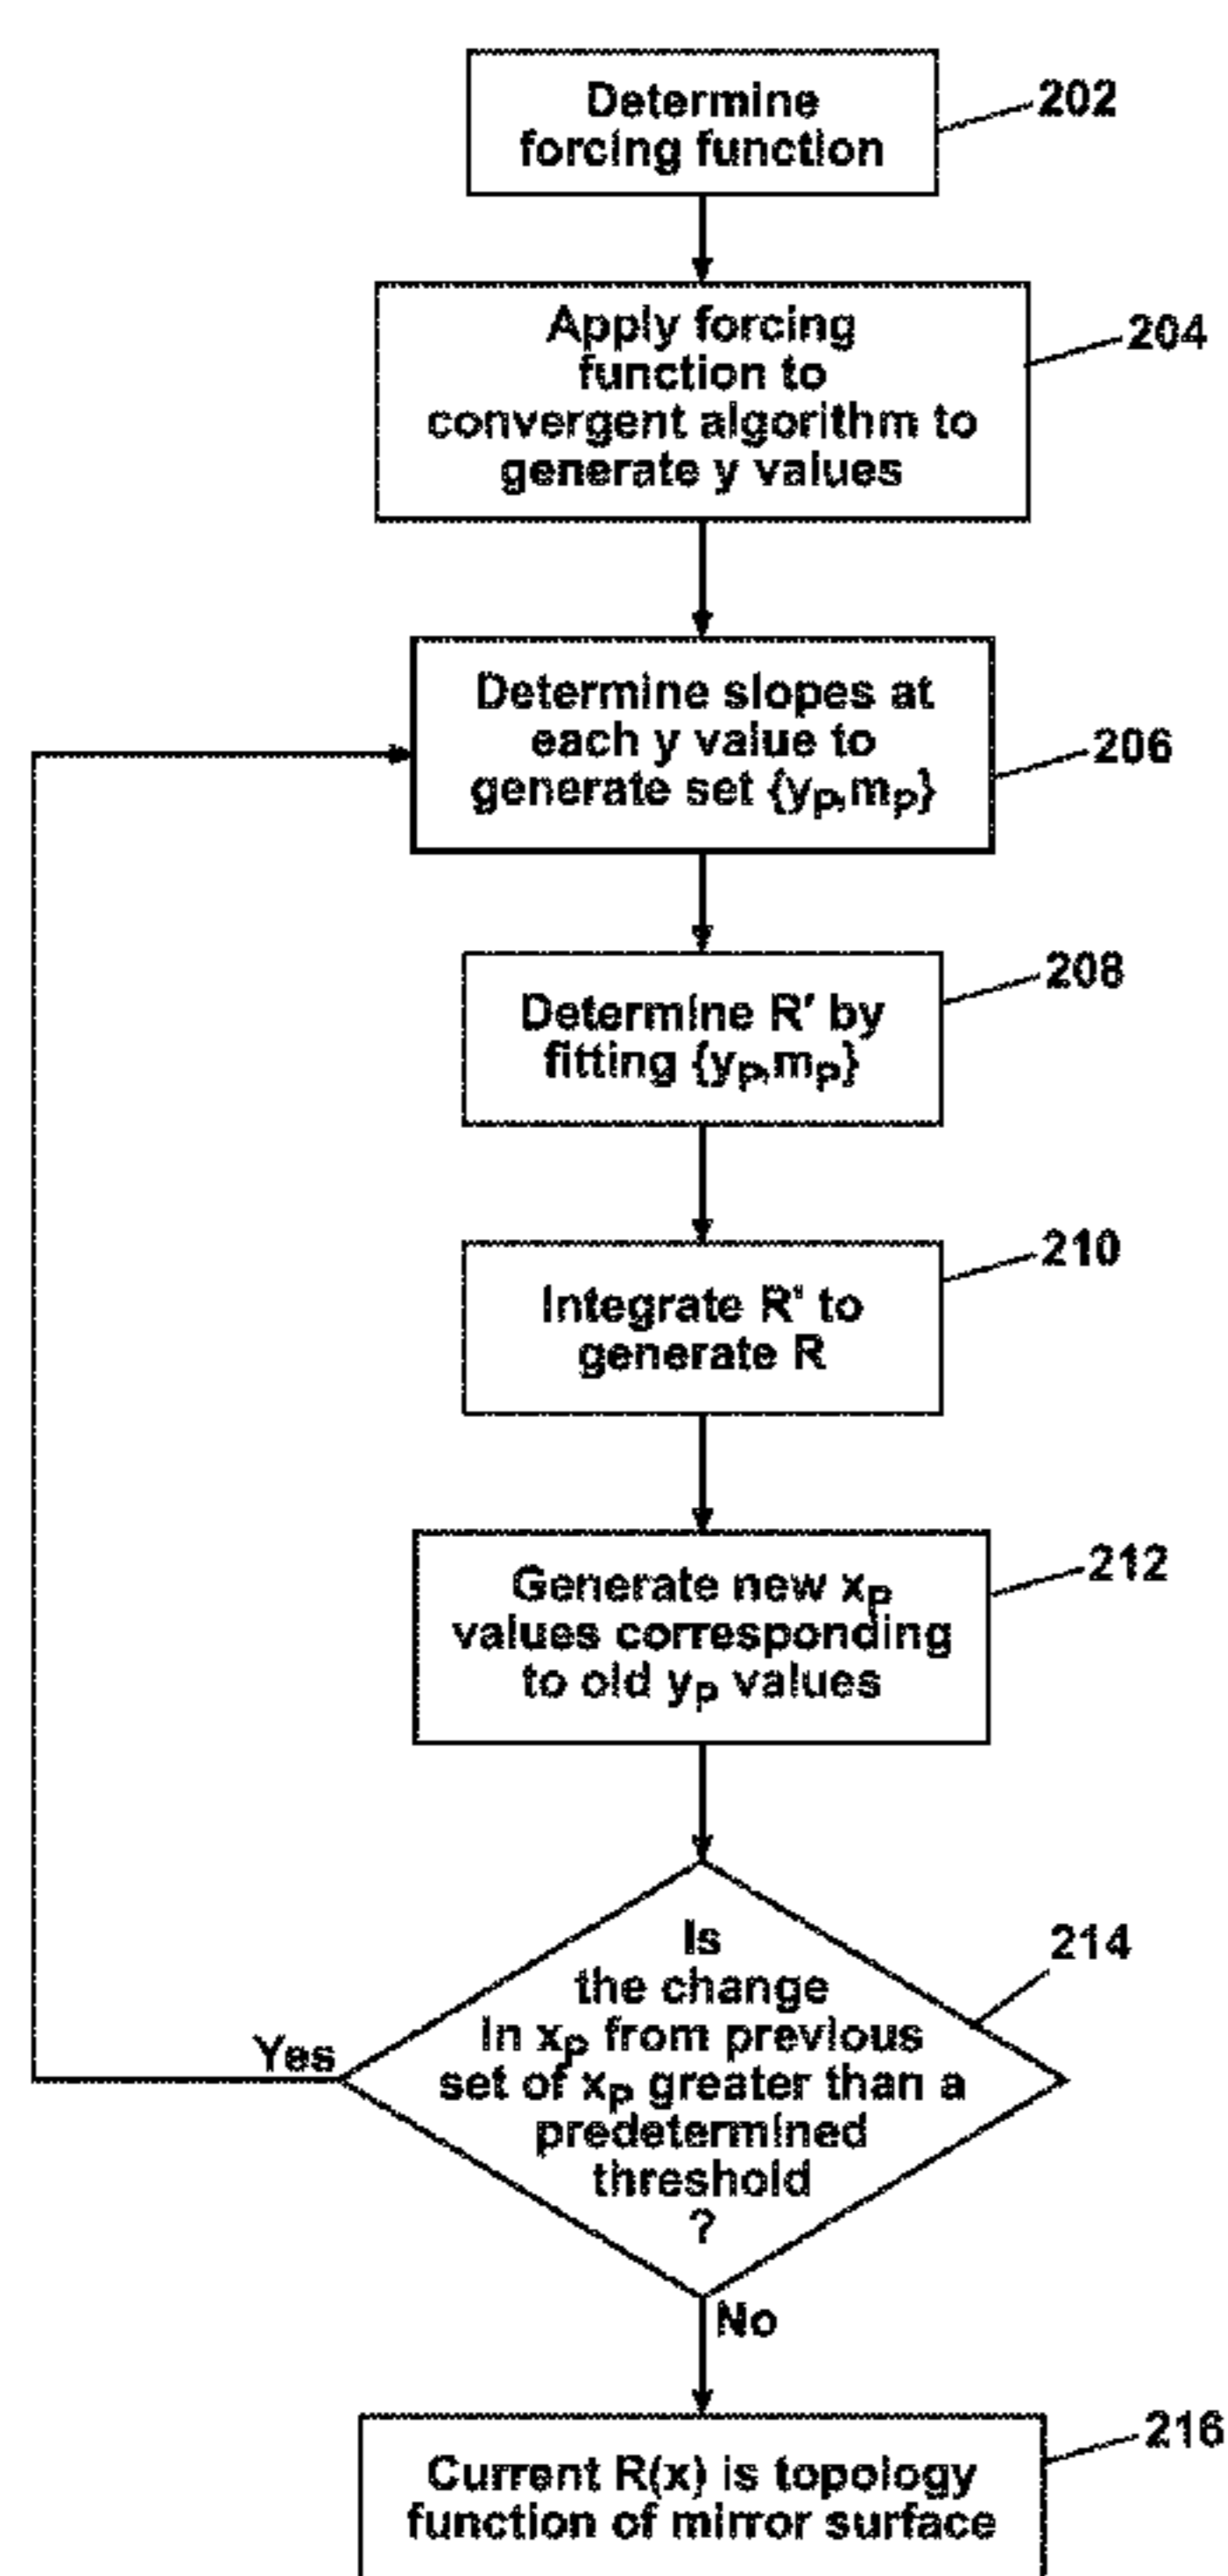 Determine
forcing function
202
Apply forcing
function to
convergent algorithm to
generate y values
204
Determine slopes at
each y value to
generate set {yp,mp}
206
Determine R' by
fitting {yp,mp}
208
Integrate R' to
generate R
210
Generate new xp
values corresponding
to old yp values
212
Is
the change
in xp from previous
set of xp greater than a
predetermined
threshold
?
214
Yes
No
Current R(x) is topology
function of mirror surface
216